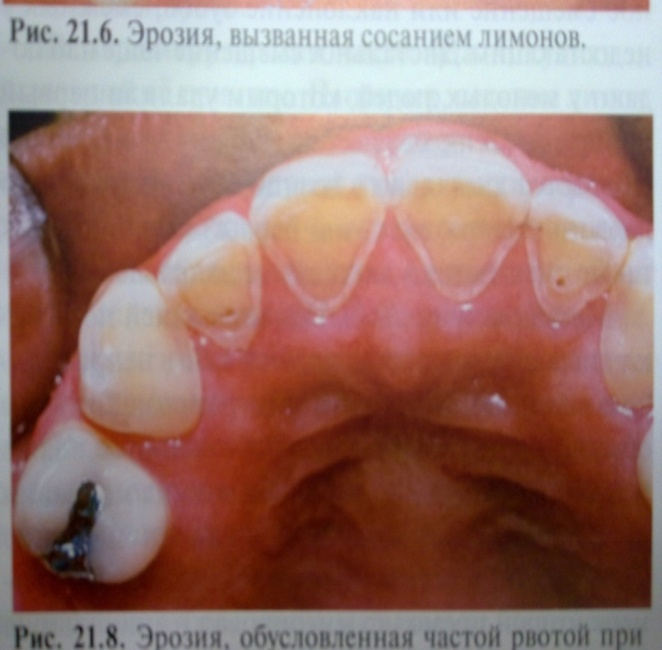 Рис. 21.6. Эрозия, вызванная сосанием лимонов.
Рис. 21.8. Эрозия, обусловленная частой рвотой при